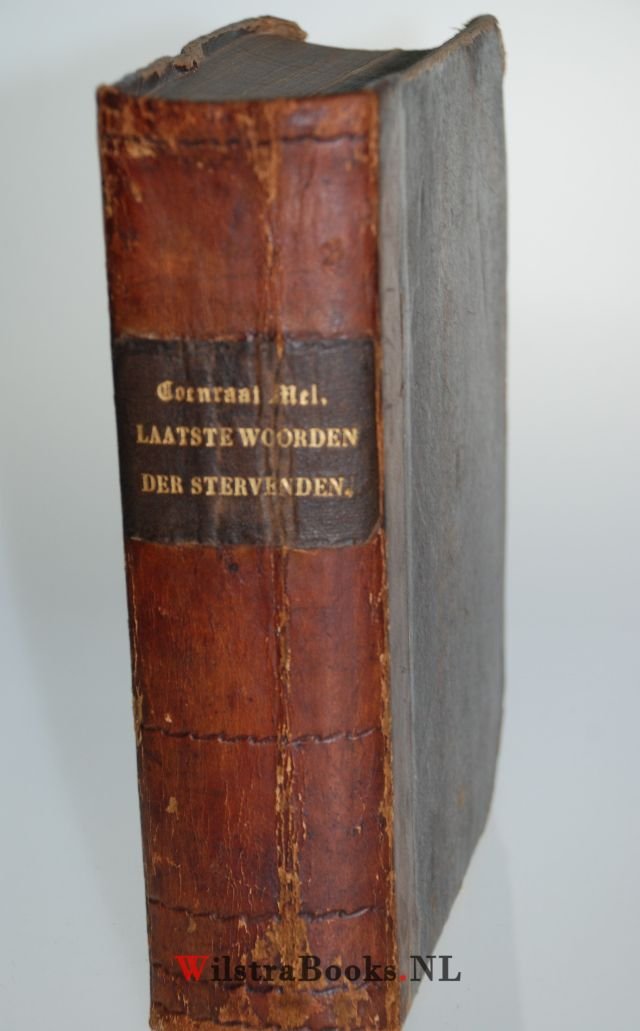 Coenraat Mel.
LAATSTE WOORDEN
DER STERVENDEN.
WilstraBooks.NL